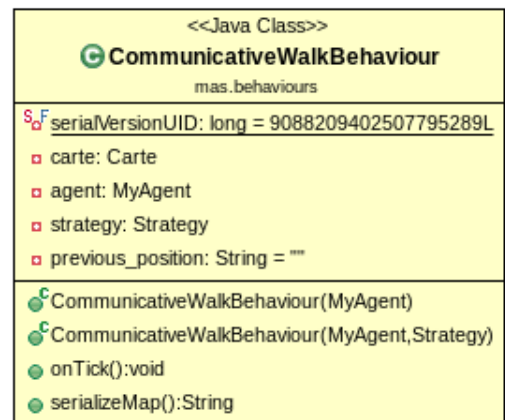 <<Java Class>>
CommunicativeWalkBehaviour
mas.behaviours
serialVersionUID: long = 9088209402507795289L
carte: Carte
agent: MyAgent
strategy: Strategy
previous_position: String = ""
CommunicativeWalkBehaviour(MyAgent)
CommunicativeWalkBehaviour(MyAgent,Strategy)
onTick():void
serializeMap():String